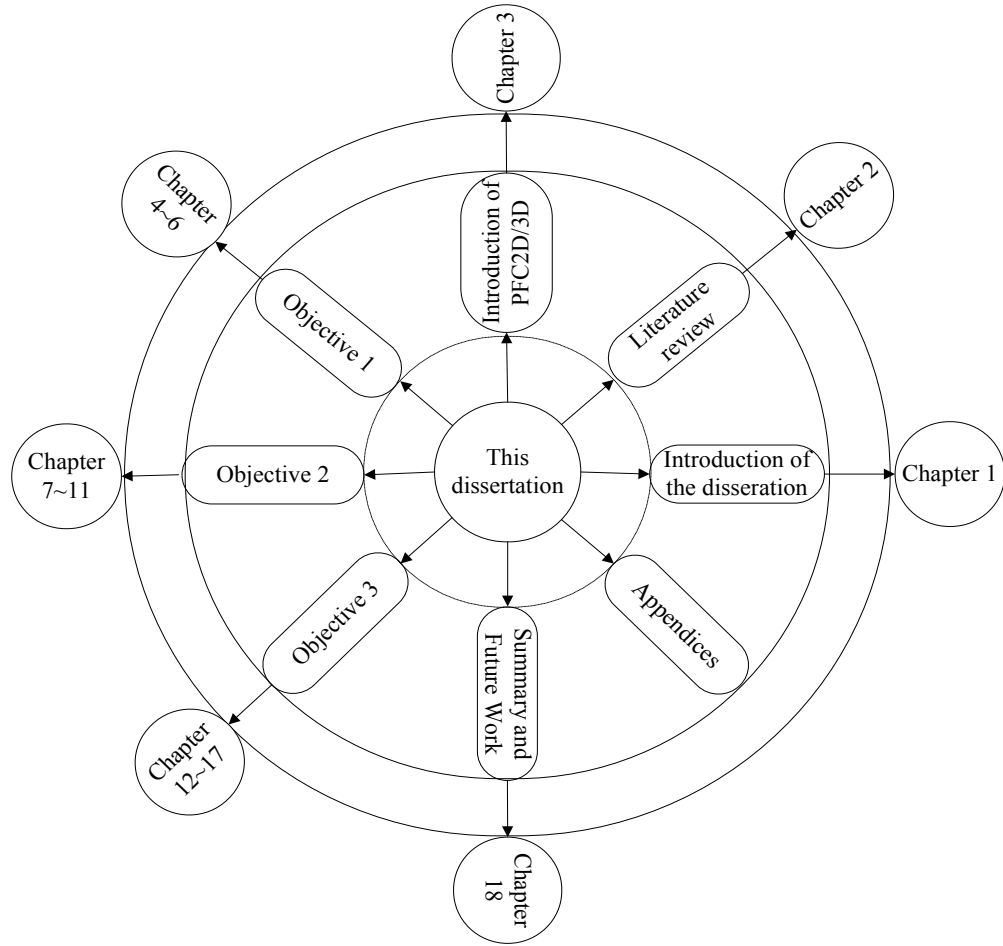 Chapter 3
Chapter 2
Chapter
4~6
Introduction of
PFC2D/3D
Literature
review
Objective 1
Chapter
7~11
Objective 2
This
dissertation
Introduction of
the disseration
Chapter 1
Objective 3
Appendices
Summary and
Future Work
Chapter
12~17
Chapter
18